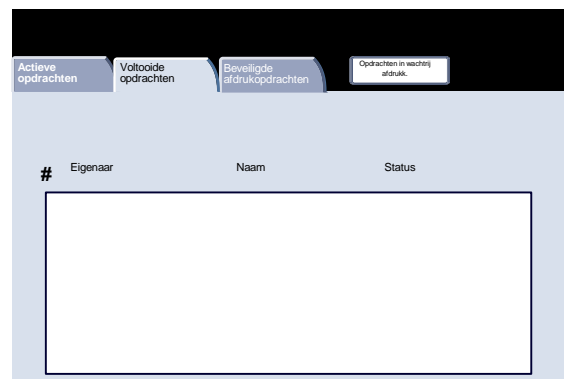 Actieve
opdrachten
Voltooide
opdrachten
Beveiligde
afdrukopdrachten
Opdrachten in wachtrij
afdrukk.
# Eigenaar Naam Status